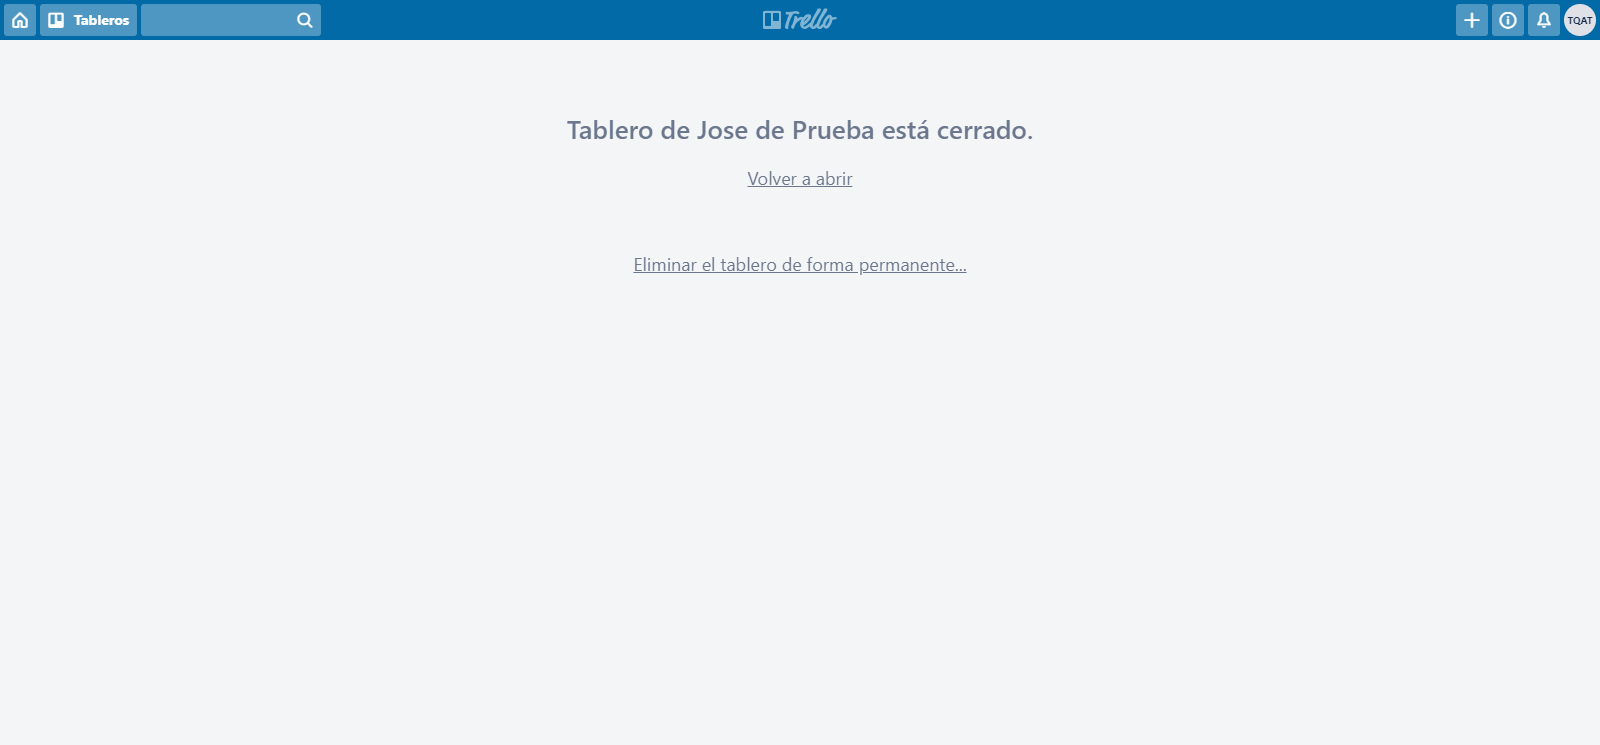 Tableros
Trello
TQAT
Tablero de Jose de Prueba está cerrado.
Volver a abrir
Eliminar el tablero de forma permanente...